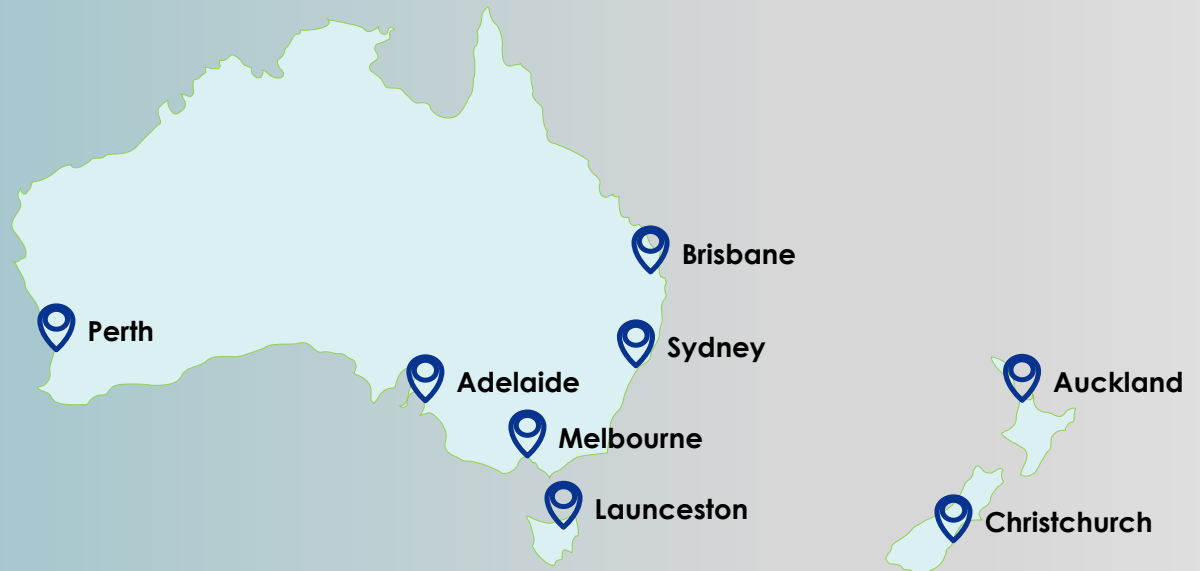 Brisbane
Perth
Sydney
Adelaide
Auckland
Melbourne
Launceston
Christchurch